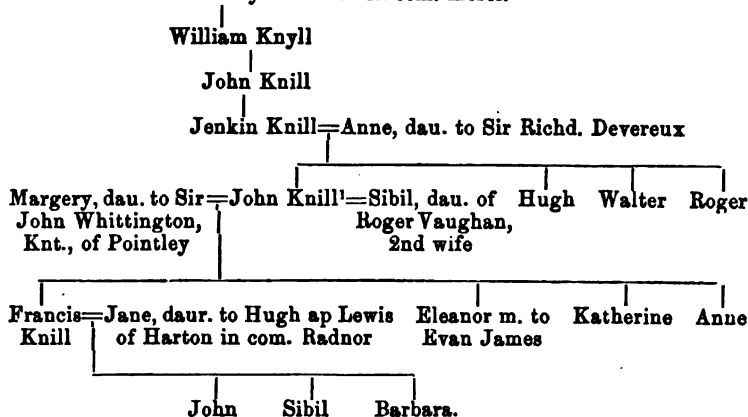 William Knyll
John Knill
Jenkin Knill=Anne, dau. to Sir Richd. Devereux
Margery, dau. to Sir=John Knill¹=Sibil, dau. of Hugh Walter Roger
John Whittington, Roger Vaughan,
Knt., of Pointley 2nd wife
Francis=Jane, daur. to Hugh ap Lewis Eleanor m. to Katherine Anne
Knill of Harton in com. Radnor Evan James
John Sibil Barbara.